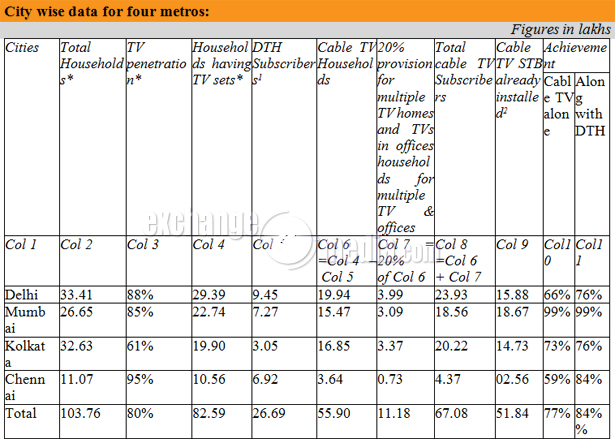 City wise data for four metros:
Figures in lakhs
Cities Total Households* TV penetration* Households having TV sets* DTH Subscribers¹ Cable TV Households 20% provision for multiple TV homes and TVs in offices households for multiple TV & offices Total cable TV Subscribers Cable TV STB already installed² Achievement
Cable TV alone Along with DTH
Col 1 Col 2 Col 3 Col 4 Col Col 6 =Col 4 – Col 5 Col 7 = 20% of Col 6 Col 8 =Col 6 + Col 7 Col 9 Col10 Col11
Delhi 33.41 88% 29.39 9.45 19.94 3.99 23.93 15.88 66% 76%
Mumbai 26.65 85% 22.74 7.27 15.47 3.09 18.56 18.67 99% 99%
Kolkata 32.63 61% 19.90 3.05 16.85 3.37 20.22 14.73 73% 76%
Chennai 11.07 95% 10.56 6.92 3.64 0.73 4.37 02.56 59% 84%
Total 103.76 80% 82.59 26.69 55.90 11.18 67.08 51.84 77% 84%%
exchange
4media.com